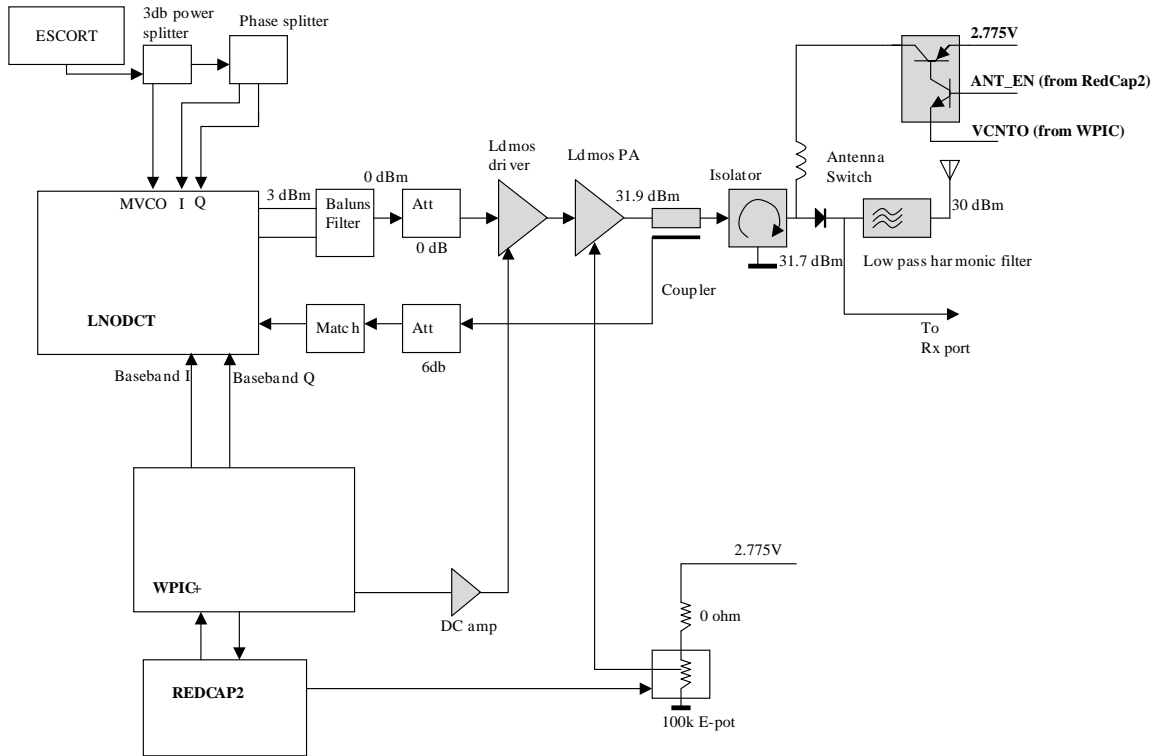 ESCORT
3db power
splitter
Phase splitter
2.775V
ANT_EN (from RedCap2)
VCNTO (from WPIC)
Ldmos
driver
Ldmos PA
Isolator
Antenna
Switch
MVCO I Q
3 dBm
0 dBm
Baluns
Filter
Att
0 dB
31.9 dBm
30 dBm
31.7 dBm
Low pass harmonic filter
Coupler
LNODCT
Match
Att
6db
To
Rx port
Baseband I
Baseband Q
WPIC+
DC amp
2.775V
0 ohm
REDCAP2
100k E-pot